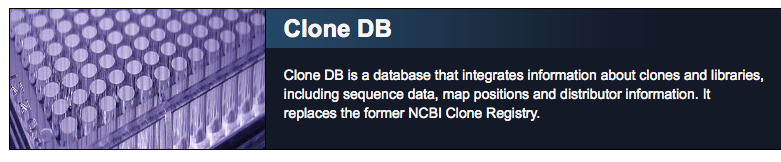 Clone DB
Clone DB is a database that integrates information about clones and libraries,
including sequence data, map positions and distributor information. It
replaces the former NCBI Clone Registry.